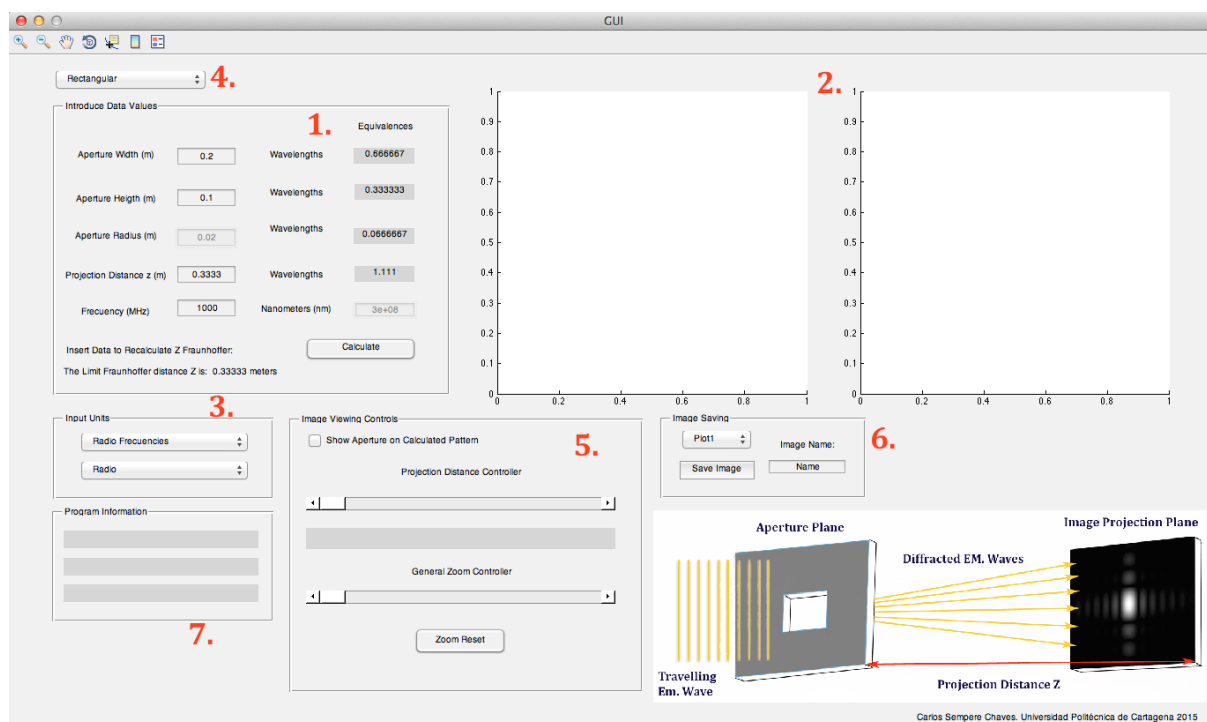 GUI
Rectangular
4.
Introduce Data Values
1.
Equivalences
Aperture Width (m)
0.2
Wavelengths
0.666667
Aperture Heigth (m)
0.1
Wavelengths
0.333333
Aperture Radius (m)
0.02
Wavelengths
0.0666667
Projection Distance z (m)
0.3333
Wavelengths
1.111
Frecuency (MHz)
1000
Nanometers (nm)
3e+08
Insert Data to Recalculate Z Fraunhoffer:
Calculate
The Limit Fraunhoffer distance Z is: 0.33333 meters
2.
1
0.9
0.8
0.7
0.6
0.5
0.4
0.3
0.2
0.1
0
0 0.2 0.4 0.6 0.8 1
1
0.9
0.8
0.7
0.6
0.5
0.4
0.3
0.2
0.1
0
0 0.2 0.4 0.6 0.8 1
3.
Input Units
Radio Frecuencies
Radio
Program Information
7.
Image Viewing Controls
Show Aperture on Calculated Pattern
5.
Projection Distance Controller
General Zoom Controller
Zoom Reset
Image Saving
Plot1
Image Name:
Save Image
Name
6.
Aperture Plane
Image Projection Plane
Diffracted EM. Waves
Travelling
Em. Wave
Projection Distance Z
Carlos Sempere Chaves. Universidad Politécnica de Cartagena 2015